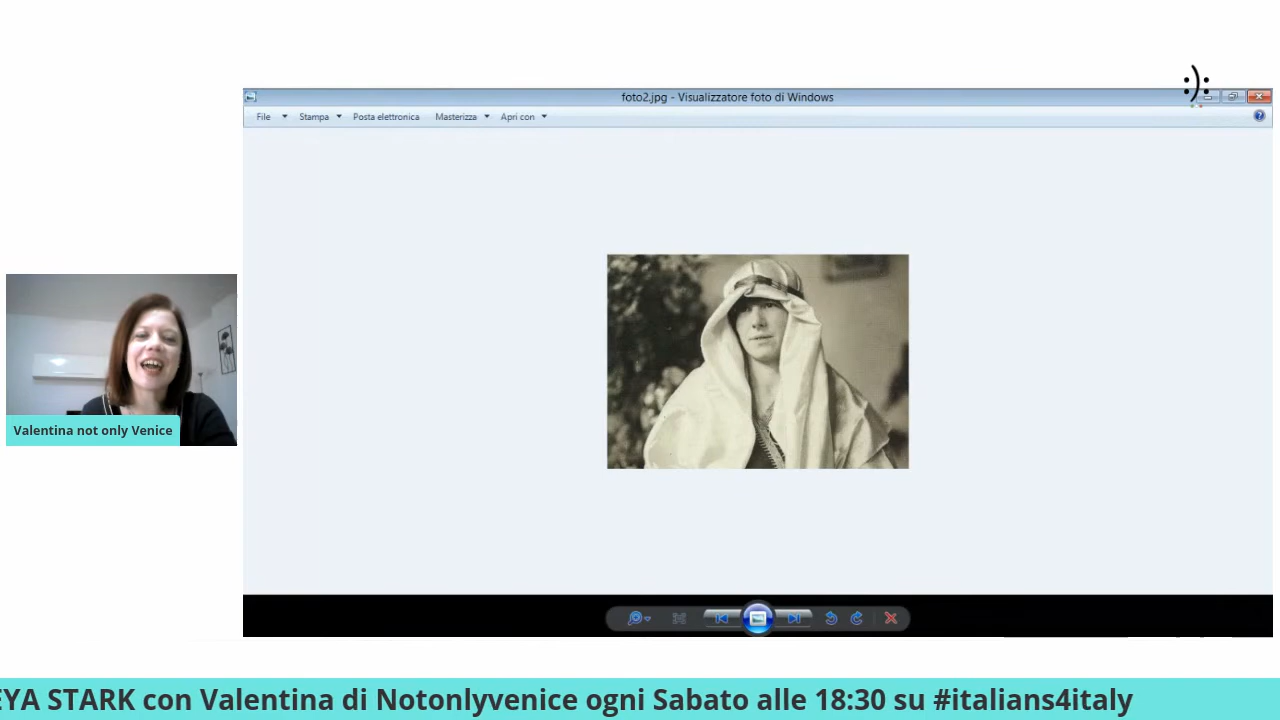 foto2.jpg - Visualizzatore foto di Windows
File Stampa Posta elettronica Masterizza Apri con
Valentina not only Venice
EYA STARK con Valentina di Notonlyvenice ogni Sabato alle 18:30 su #italians4italy